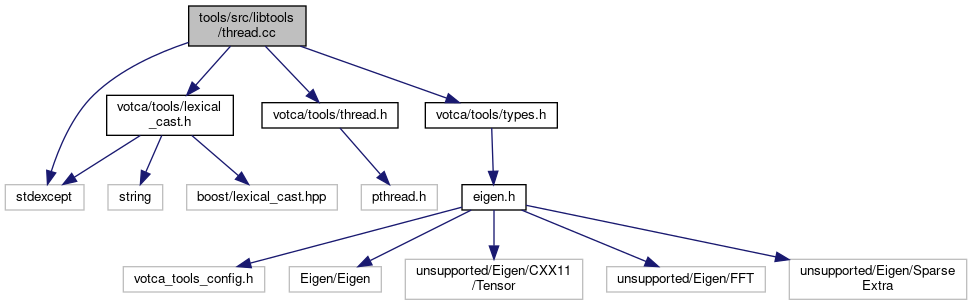 tools/src/libtools
/thread.cc
votca/tools/lexical
_cast.h
votca/tools/thread.h
votca/tools/types.h
stdexcept
string
boost/lexical_cast.hpp
pthread.h
eigen.h
votca_tools_config.h
Eigen/Eigen
unsupported/Eigen/CXX11
/Tensor
unsupported/Eigen/FFT
unsupported/Eigen/Sparse
Extra